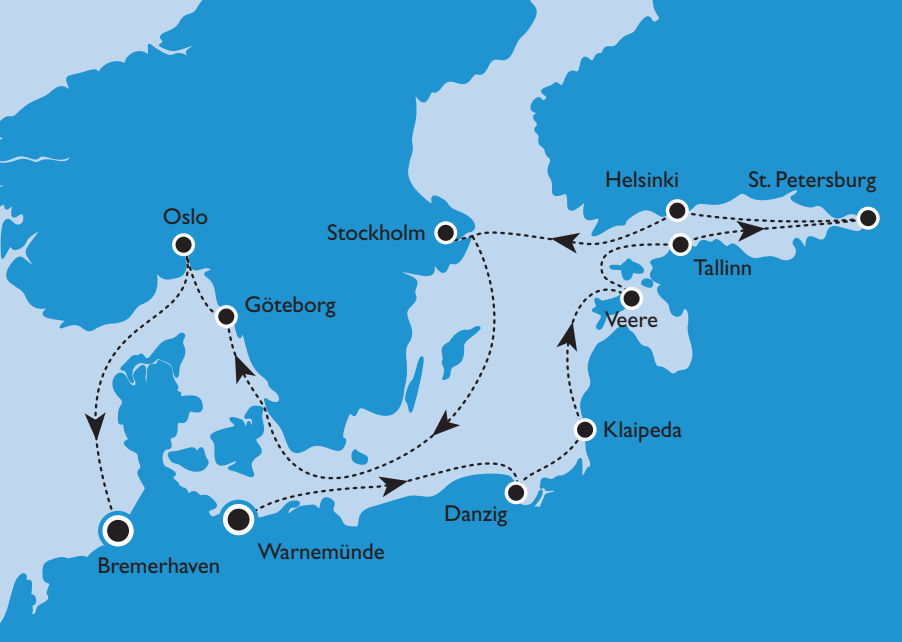 Helsinki
St. Petersburg
Oslo
Stockholm
Tallinn
Göteborg
Veere
Klaipeda
Danzig
Warnemünde
Bremerhaven